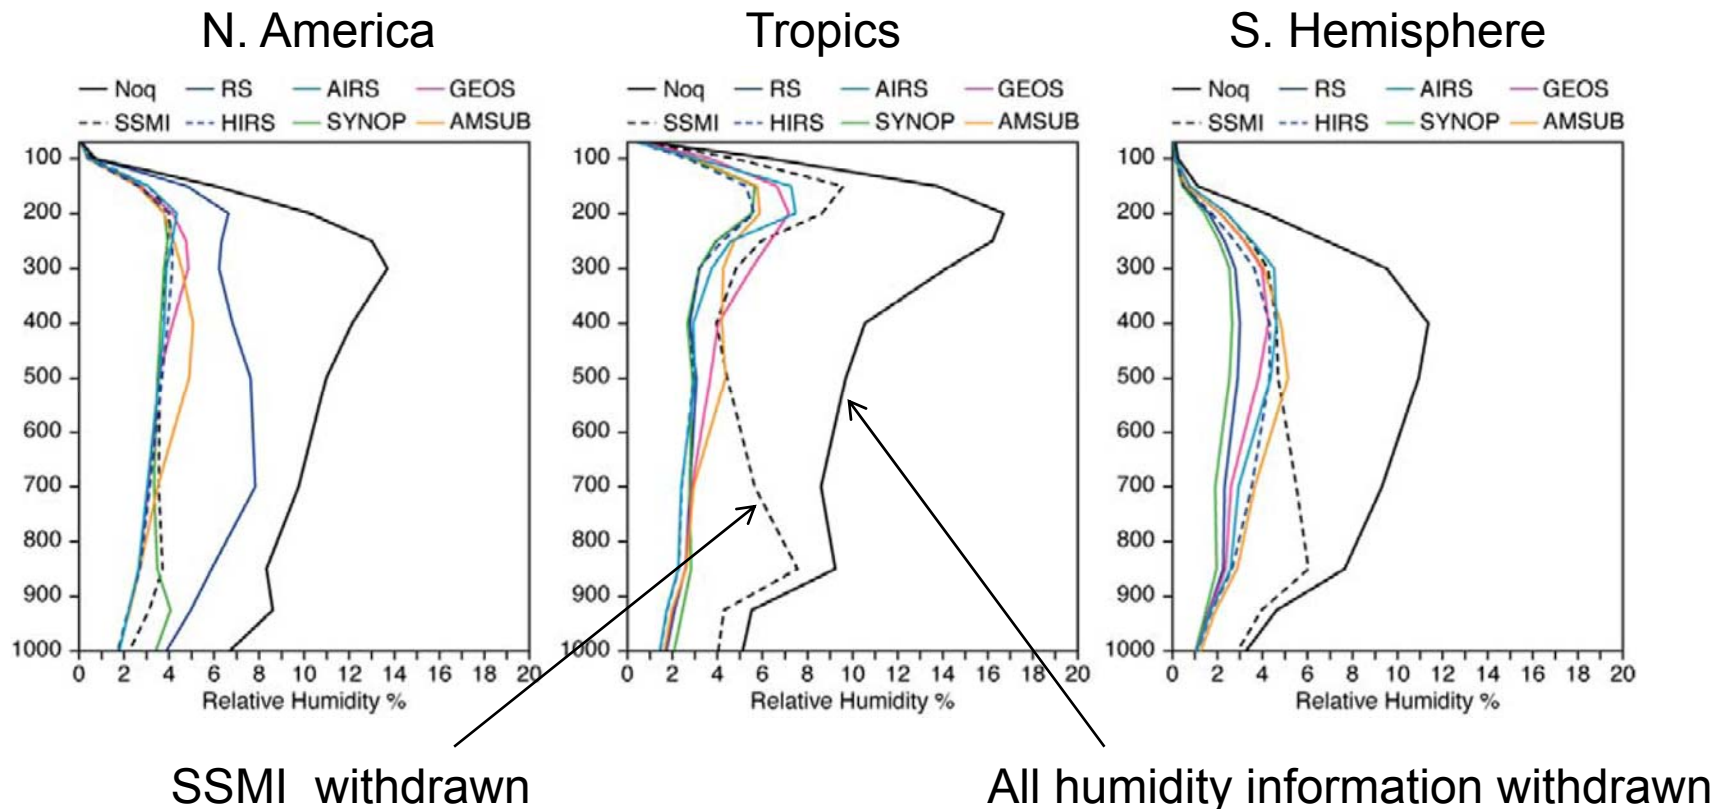 N. America
Tropics
S. Hemisphere
Noq RS AIRS GEOS
SSMI HIRS SYNOP AMSUB
Noq RS AIRS GEOS
SSMI HIRS SYNOP AMSUB
Noq RS AIRS GEOS
SSMI HIRS SYNOP AMSUB
100
200
300
400
500
600
700
800
900
1000
0 2 4 6 8 10 12 14 16 18 20
Relative Humidity %
100
200
300
400
500
600
700
800
900
1000
0 2 4 6 8 10 12 14 16 18 20
Relative Humidity %
100
200
300
400
500
600
700
800
900
1000
0 2 4 6 8 10 12 14 16 18 20
Relative Humidity %
SSMI withdrawn
All humidity information withdrawn